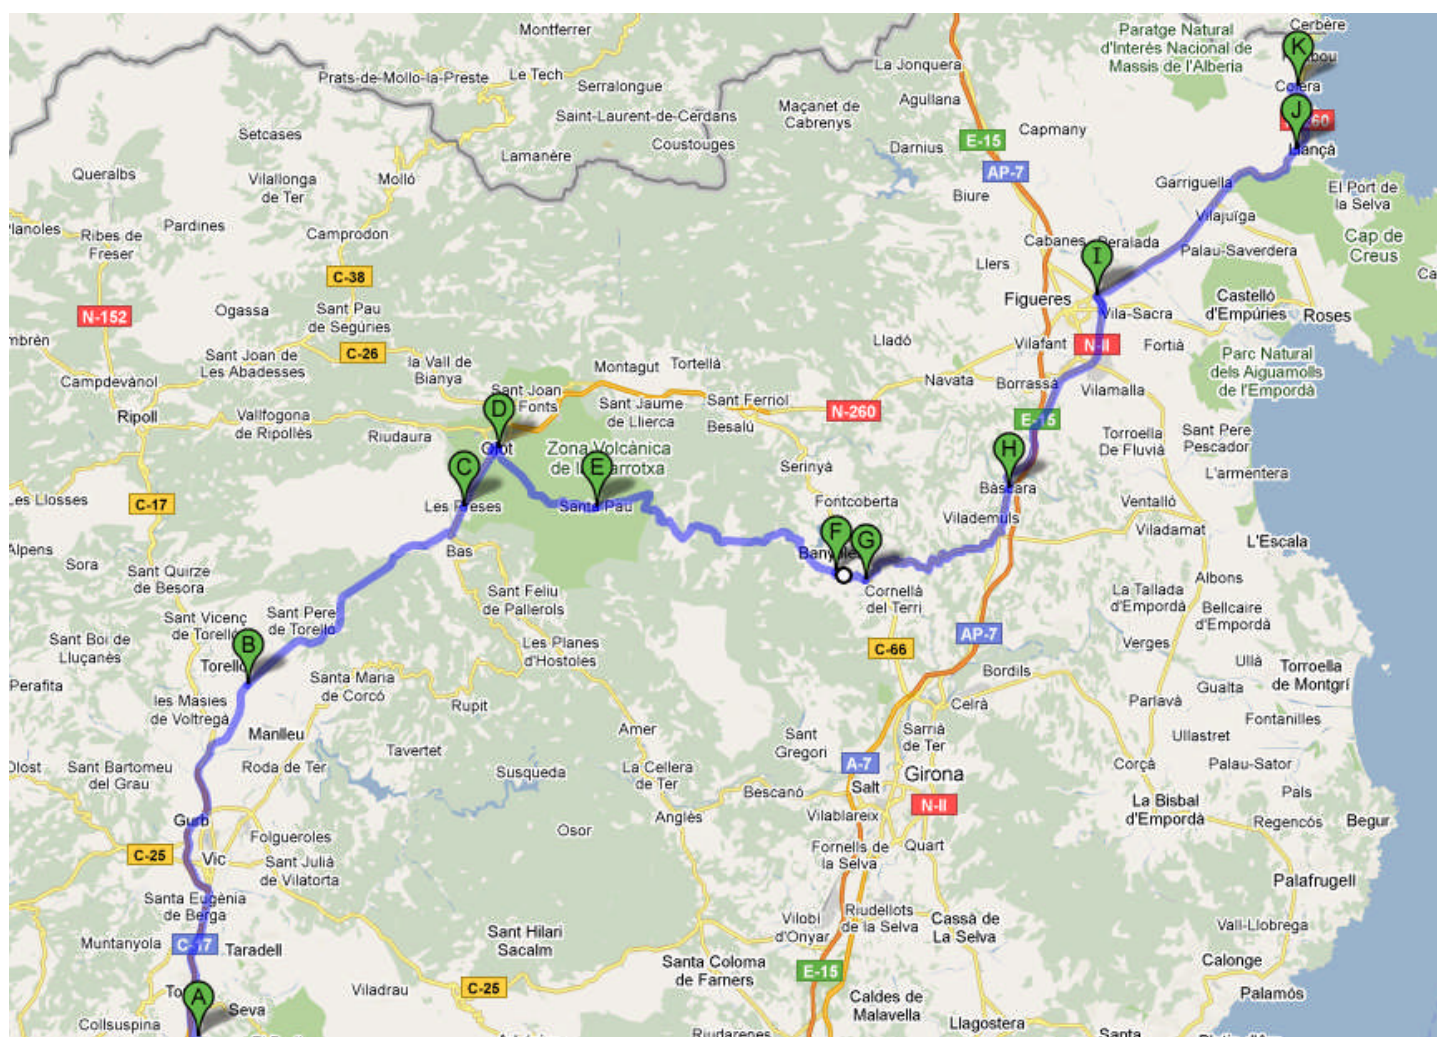 Montferrer
Cerbère
Paratge Natural
d'Interés Nacional de
Massis de l'Alberia
K
Colera
La Jonquera
Prats-de-Mollo-la-Preste
Le Tech
Serralongue
Agullana
Maçanet de
Cabrenys
Saint-Laurent-de-Cerdans
Capmany
J
Llançà
Setcases
E-15
Coustouges
Darnius
Lamanère
AP-7
Queralbs
Vilallonga
de Ter
Molló
Biure
Garriguella
El Port de
la Selva
Vilajuïga
Planoles
Ribes de
Freser
Pardines
Camprodon
Cabanes
Peralada
Palau-Saverdera
Cap de
Creus
I
Llers
C-38
Figueres
Castelló
d'Empúries
Roses
N-152
Ogassa
Sant Pau
de Segúries
Vila-Sacra
C-26
Lladó
Vilafant
N-II
Fortià
Sant Joan de
Les Abadesses
la Vall de
Bianya
Montagut
Tortellà
Parc Natural
dels Aiguamolls
de l'Empordà
Campdevànol
Navata
Borrassà
Vilamalla
Sant Joan
Fonts
Sant Jaume
de Llierca
Sant Ferriol
Besalú
N-260
E-15
Ripoll
Vallfogona
de Ripollès
Riudaura
D
Olot
Zona Volcànica
Torroella
De Fluvià
Sant Pere
Pescador
Serinyà
L'armentera
C
E
H
Les Llosses
C-17
Les Preses
Santa Pau
Fontcoberta
Bàscara
Ventalló
Vilademuls
Viladamat
L'Escala
Alpens
Sora
Bas
F
G
Sant Quirze
de Besora
Sant Feliu
de Pallerols
Cornellà
del Terri
La Tallada
d'Empordà
Albons
Bellcaire
d'Empordà
Sant Vicenç
de Torelló
Sant Pere
de Torelló
Sant Boi de
Lluçanès
B
Torelló
Les Planes
d'Hostoles
C-66
AP-7
Verges
Ullà
Torroella
de Montgrí
Perafita
Santa Maria
de Corcó
Bordils
Gualta
les Masies
de Voltregà
Rupit
Celrà
Parlavà
Fontanilles
Manlleu
Amer
Sant
Gregori
Sarrià
de Ter
Ullastret
Tavertet
Olost
Sant Bartomeu
del Grau
Roda de Ter
Susqueda
La Cellera
de Ter
A-7
Girona
Corçà
Palau-Sator
Bescanó
Salt
N-II
La Bisbal
d'Empordà
Pals
Gurb
Folgueroles
Osor
Anglès
Vilablareix
Regencós
Begur
C-25
Vic
Sant Julià
de Vilatorta
Fornells de
la Selva
Quart
Santa Eugènia
de Berga
Palafrugell
Muntanyola
C-17
Taradell
Sant Hilari
Sacalm
Vilobi
d'Onyar
Riudellots
de la Selva
Cassà de
La Selva
Vall-Llobrega
Santa Coloma
de Farners
E-15
Calonge
A
Seva
Viladrau
C-25
Caldes de
Malavella
Palamós
Collsuspina
Llagostera
Riudarenes
Santa